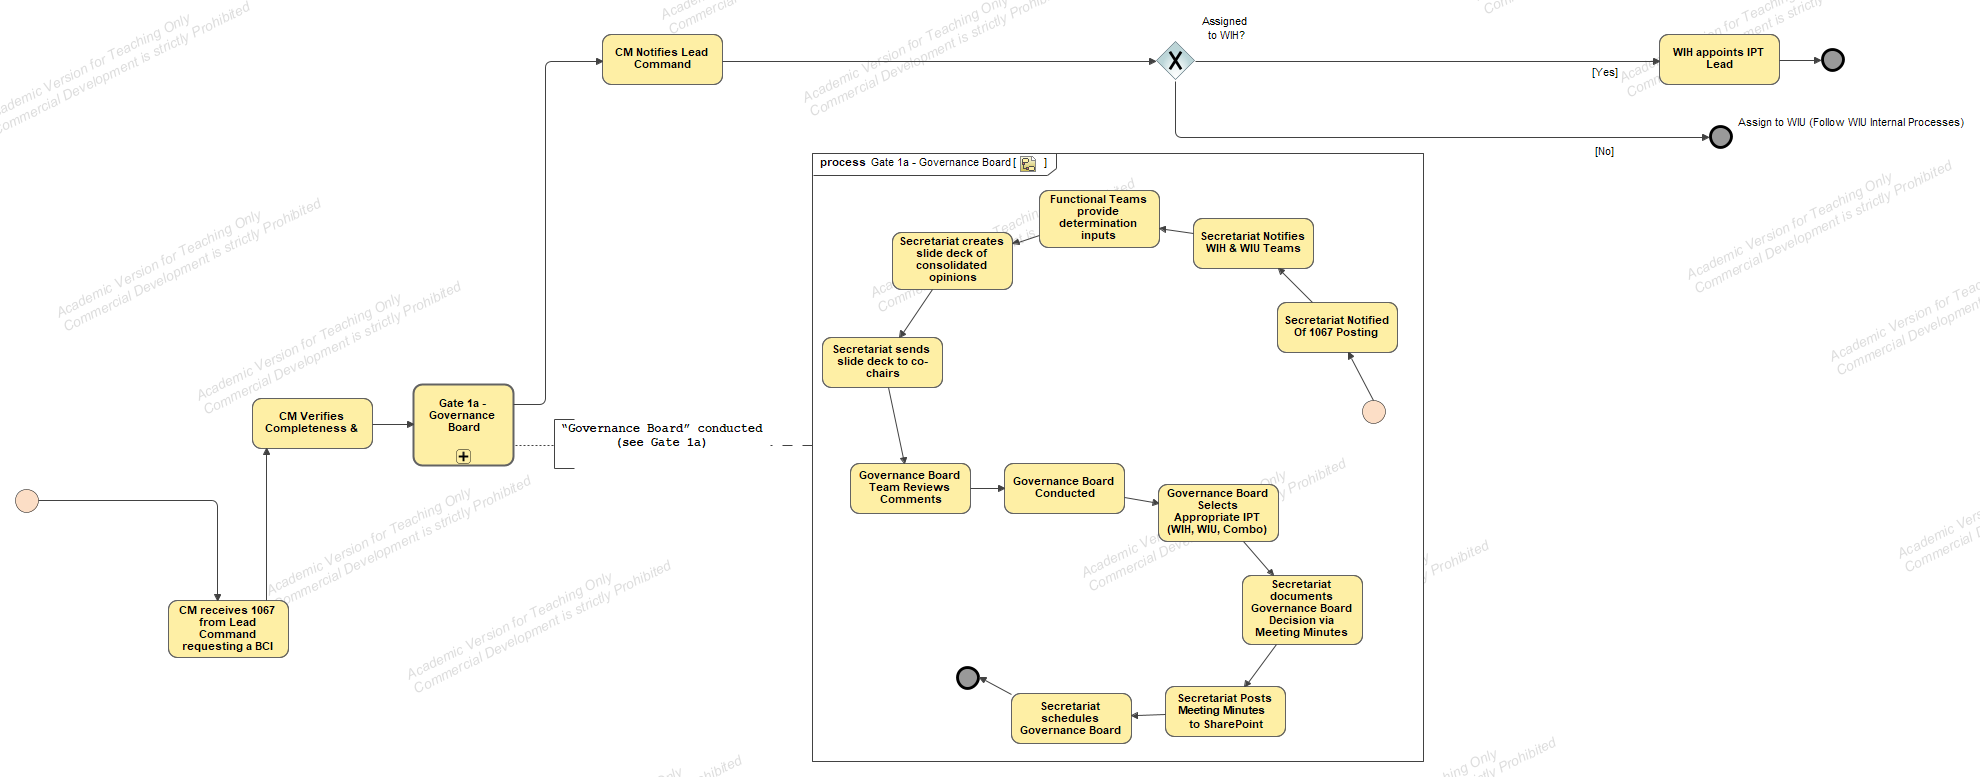 Assigned
to WIH?
CM Notifies Lead
Command
WIH appoints IPT
Lead
[Yes]
Assign to WIU (Follow WIU Internal Processes)
[No]
process Gate 1a - Governance Board[ ]
Functional Teams
provide
determination
inputs
Secretariat Notifies
WIH & WIU Teams
Secretariat creates
slide deck of
consolidated
opinions
Secretariat Notified
Of 1067 Posting
Secretariat sends
slide deck to co-
chairs
Gate 1a -
Governance
Board
CM Verifies
Completeness &
“Governance Board” conducted
(see Gate 1a)
Governance Board
Team Reviews
Comments
Governance Board
Conducted
Governance Board
Selects
Appropriate IPT
(WIH, WIU, Combo)
CM receives 1067
from Lead
Command
requesting a BCI
Secretariat
documents
Governance Board
Decision via
Meeting Minutes
Secretariat Posts
Meeting Minutes
to SharePoint
Secretariat
schedules
Governance Board
Academic Version for Teaching Only
Commercial Development is strictly Prohibited